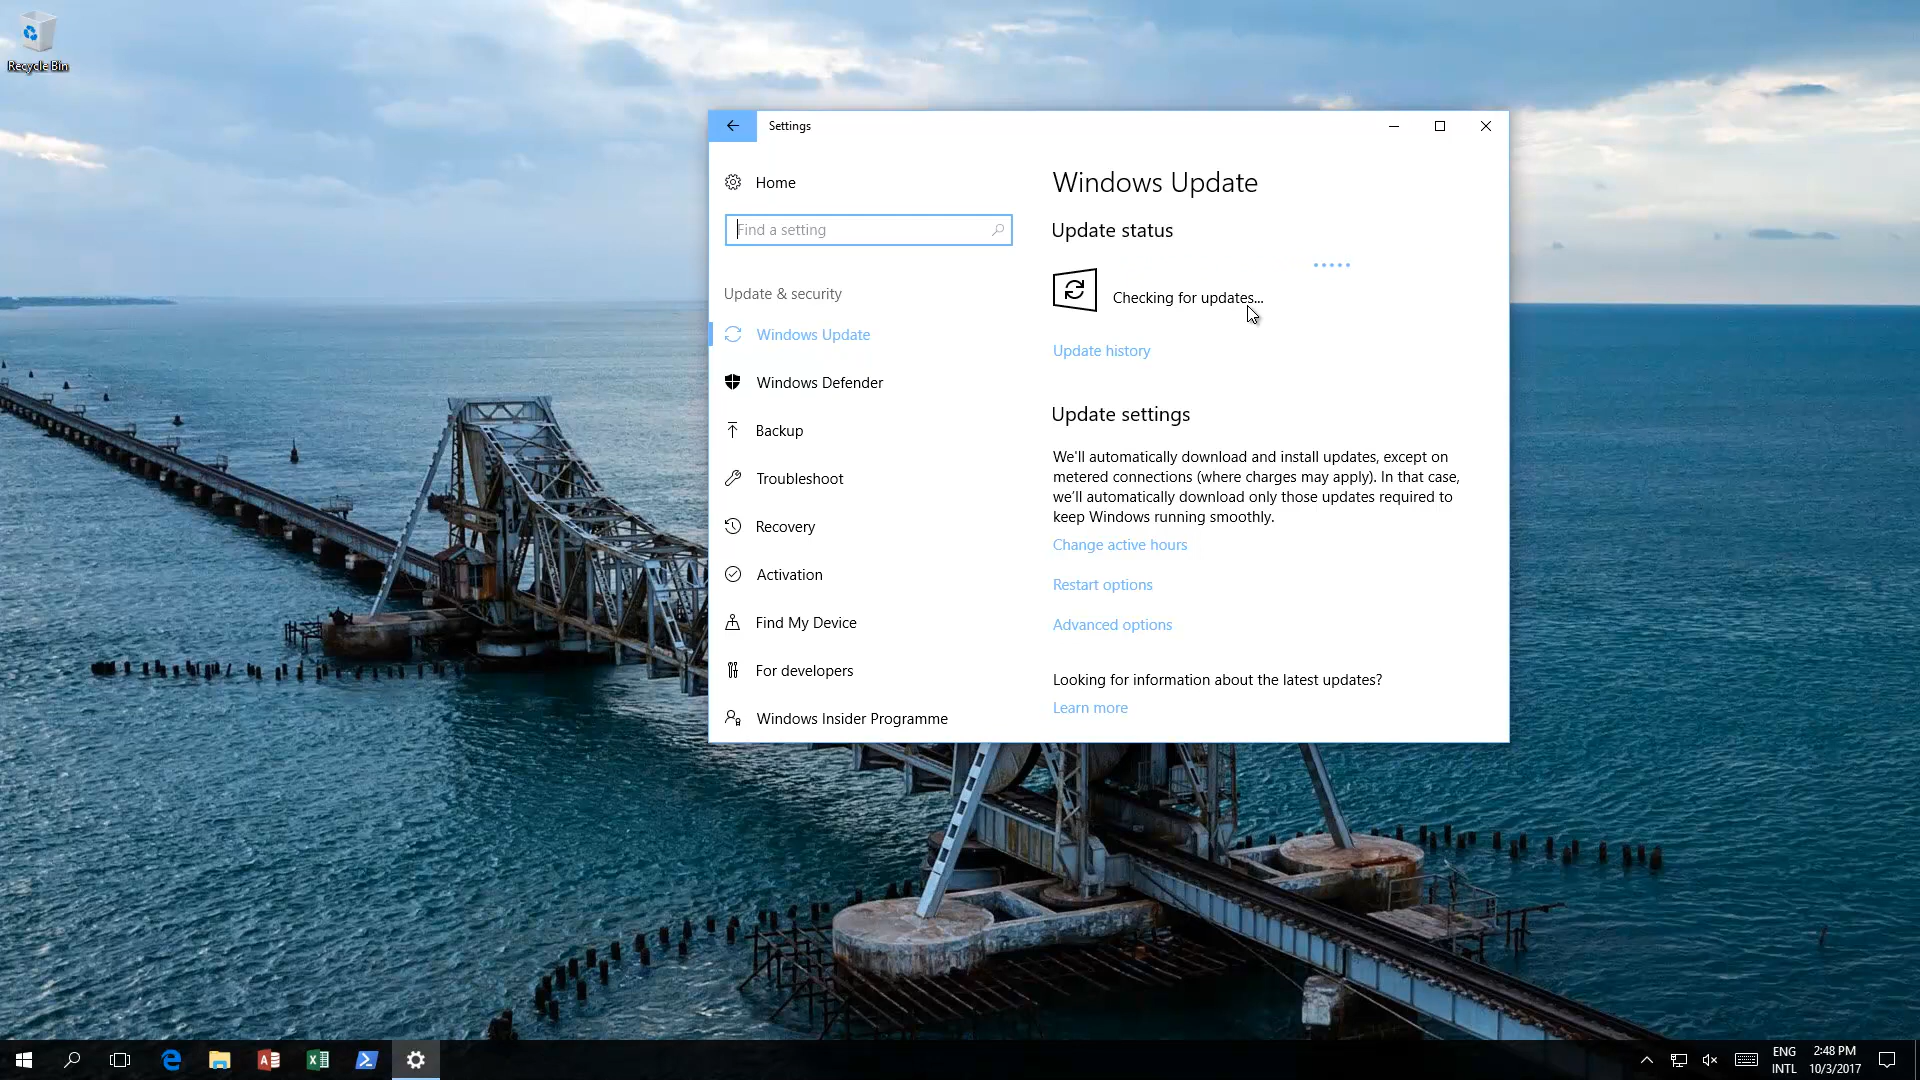 Recycle Bin
Settings
Home
Find a setting
Update & security
Windows Update
Windows Defender
Backup
Troubleshoot
Recovery
Activation
Find My Device
For developers
Windows Insider Programme
Windows Update
Update status
Checking for updates...
Update history
Update settings
We'll automatically download and install updates, except on
metered connections (where charges may apply). In that case,
we'll automatically download only those updates required to
keep Windows running smoothly.
Change active hours
Restart options
Advanced options
Looking for information about the latest updates?
Learn more
ENG
INTL
2:48 PM
10/3/2017